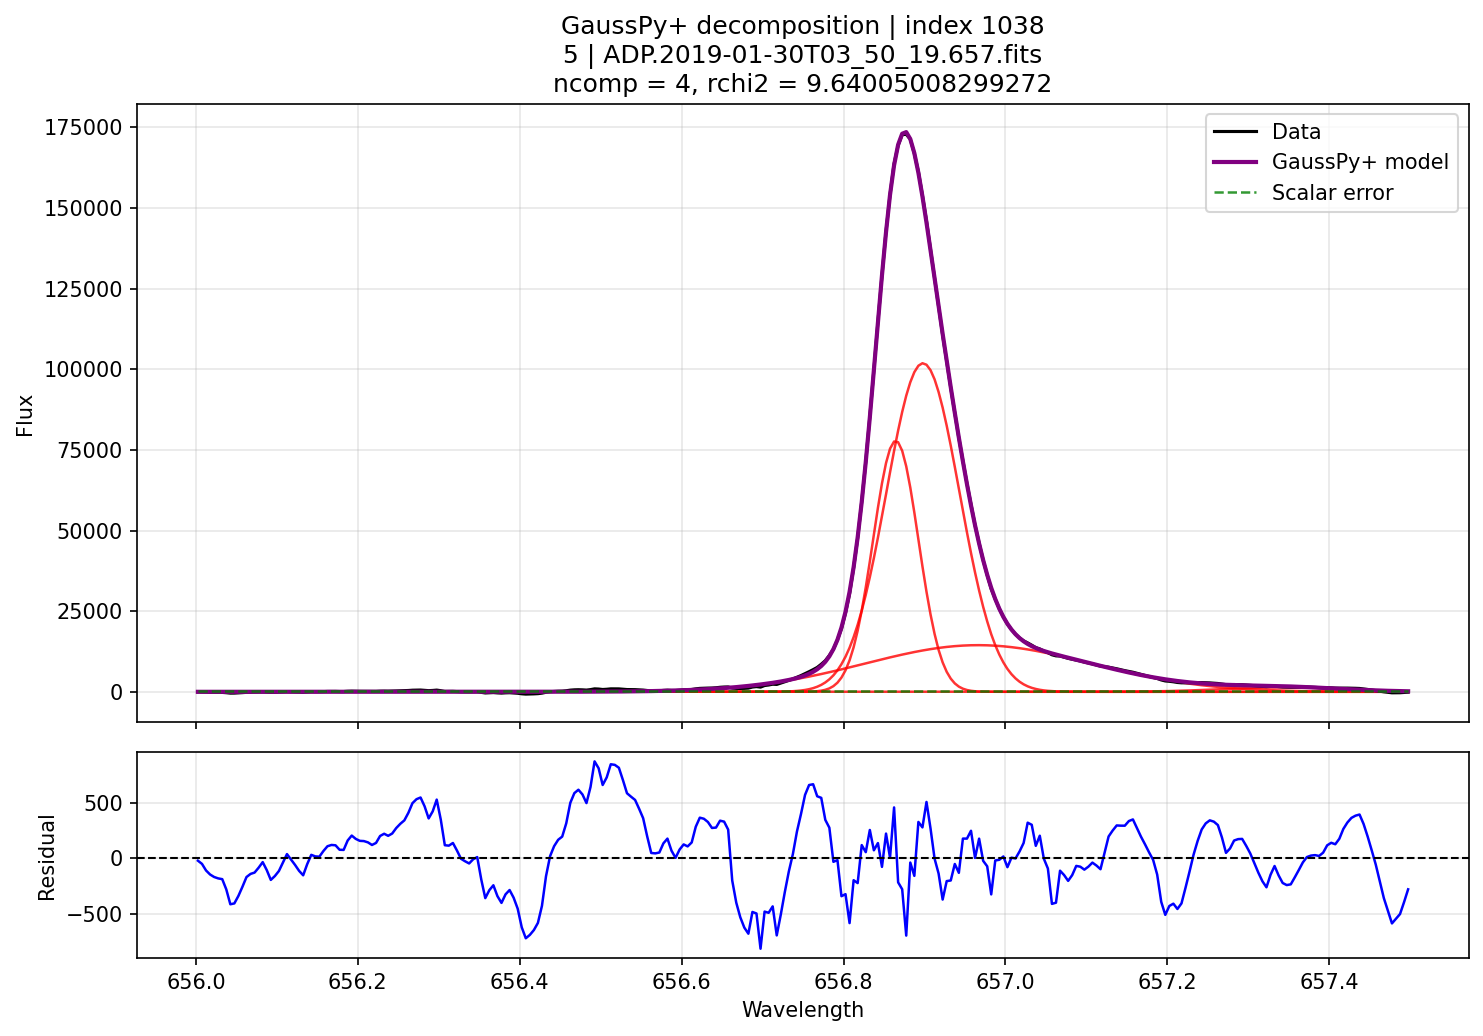 GaussPy+ decomposition | index 1038
5 | ADP.2019-01-30T03_50_19.657.fits
ncomp = 4, rchi2 = 9.64005008299272
Data
GaussPy+ model
Scalar error
175000
150000
125000
100000
75000
50000
25000
0
Flux
500
0
−500
Residual
656.0 656.2 656.4 656.6 656.8 657.0 657.2 657.4
Wavelength